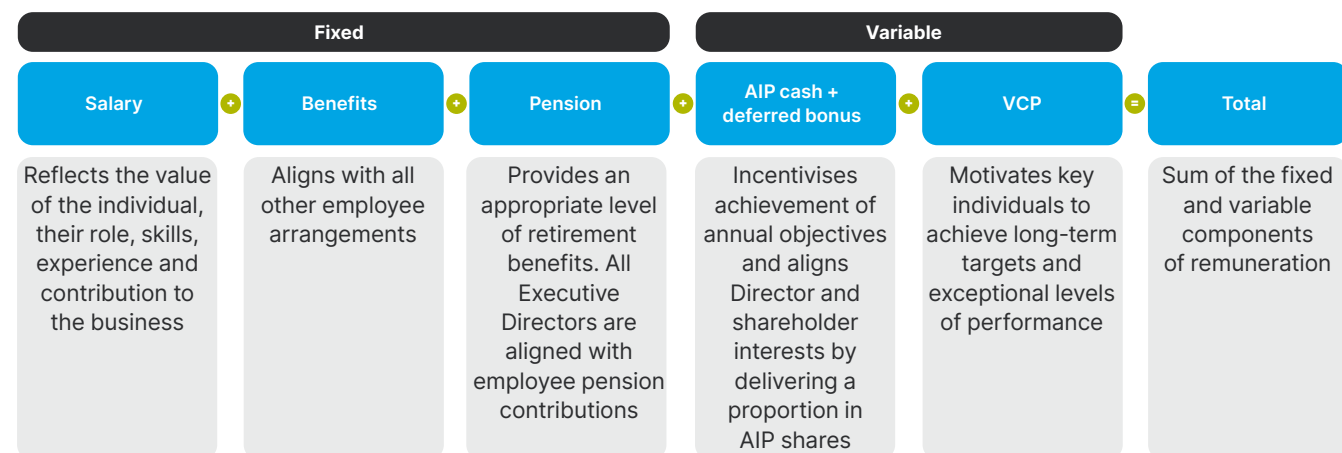 Fixed
Variable
Salary
+
Benefits
+
Pension
+
AIP cash +
deferred bonus
+
VCP
=
Total
Reflects the value
of the individual,
their role, skills,
experience and
contribution to
the business
Aligns with all
other employee
arrangements
Provides an
appropriate level
of retirement
benefits. All
Executive
Directors are
aligned with
employee pension
contributions
Incentivises
achievement of
annual objectives
and aligns
Director and
shareholder
interests by
delivering a
proportion in
AIP shares
Motivates key
individuals to
achieve long-term
targets and
exceptional levels
of performance
Sum of the fixed
and variable
components
of remuneration